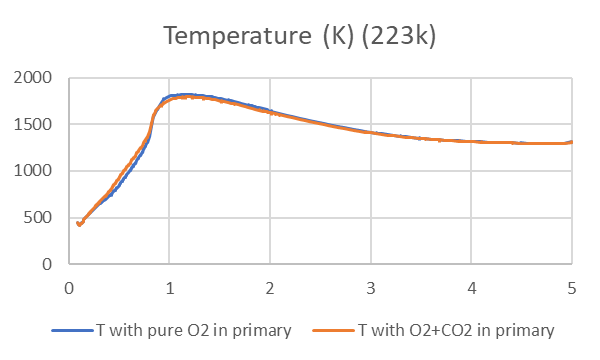 Temperature (K) (223k)
2000
1500
1000
500
0
0 1 2 3 4 5
T with pure O2 in primary T with O2+CO2 in primary